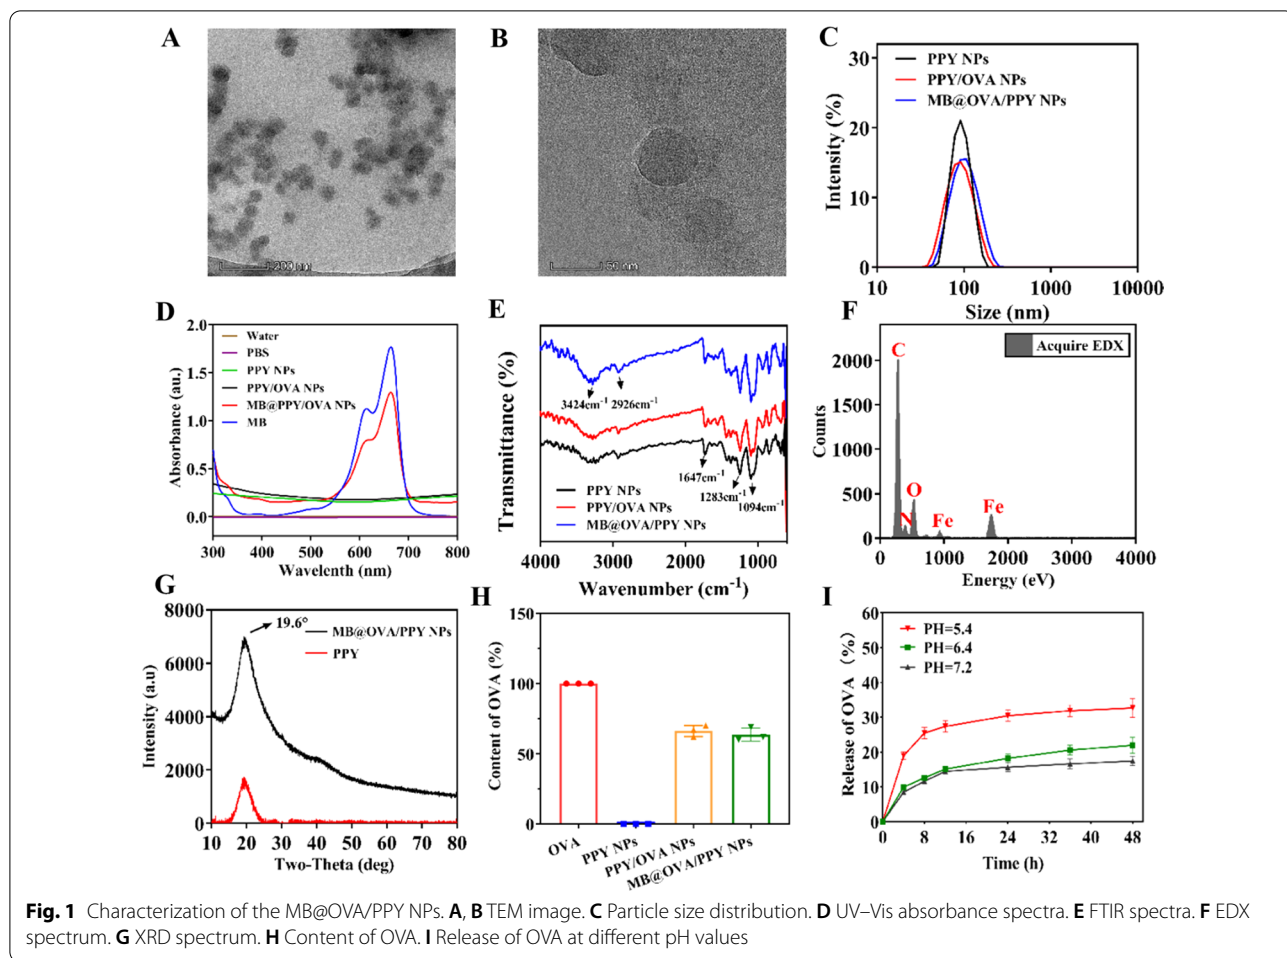 A
200 nm
B
50 nm
C
PPY NPs
PPY/OVA NPs
MB@OVA/PPY NPs
Intensity (%)
30
20
10
0
10 100 1000 10000
Size (nm)
D
Water
PBS
PPY NPs
PPY/OVA NPs
MB@PPY/OVA NPs
MB
Absorbance (au.)
2.0
1.5
1.0
0.5
0.0
300 400 500 600 700 800
Wavelenth (nm)
E
Transmittance (%)
3424cm-1
2926cm-1
1647cm-1
1283cm-1
1094cm-1
PPY NPs
PPY/OVA NPs
MB@OVA/PPY NPs
4000 3000 2000 1000
Wavenumber (cm-1)
F
Acquire EDX
C
N
O
Fe
Fe
Counts
2000
1500
1000
500
0
0 1000 2000 3000 4000
Energy (eV)
G
19.6°
MB@OVA/PPY NPs
PPY
Intensity (a.u)
8000
6000
4000
2000
0
10 20 30 40 50 60 70 80
Two-Theta (deg)
H
Content of OVA (%)
150
100
50
0
OVA
PPY NPs
PPY/OVA NPs
MB@OVA/PPY NPs
I
PH=5.4
PH=6.4
PH=7.2
Release of OVA (%)
60
50
40
30
20
10
0
0 8 16 24 32 40 48
Time (h)
Fig. 1 Characterization of the MB@OVA/PPY NPs. A, B TEM image. C Particle size distribution. D UV–Vis absorbance spectra. E FTIR spectra. F EDX
spectrum. G XRD spectrum. H Content of OVA. I Release of OVA at different pH values